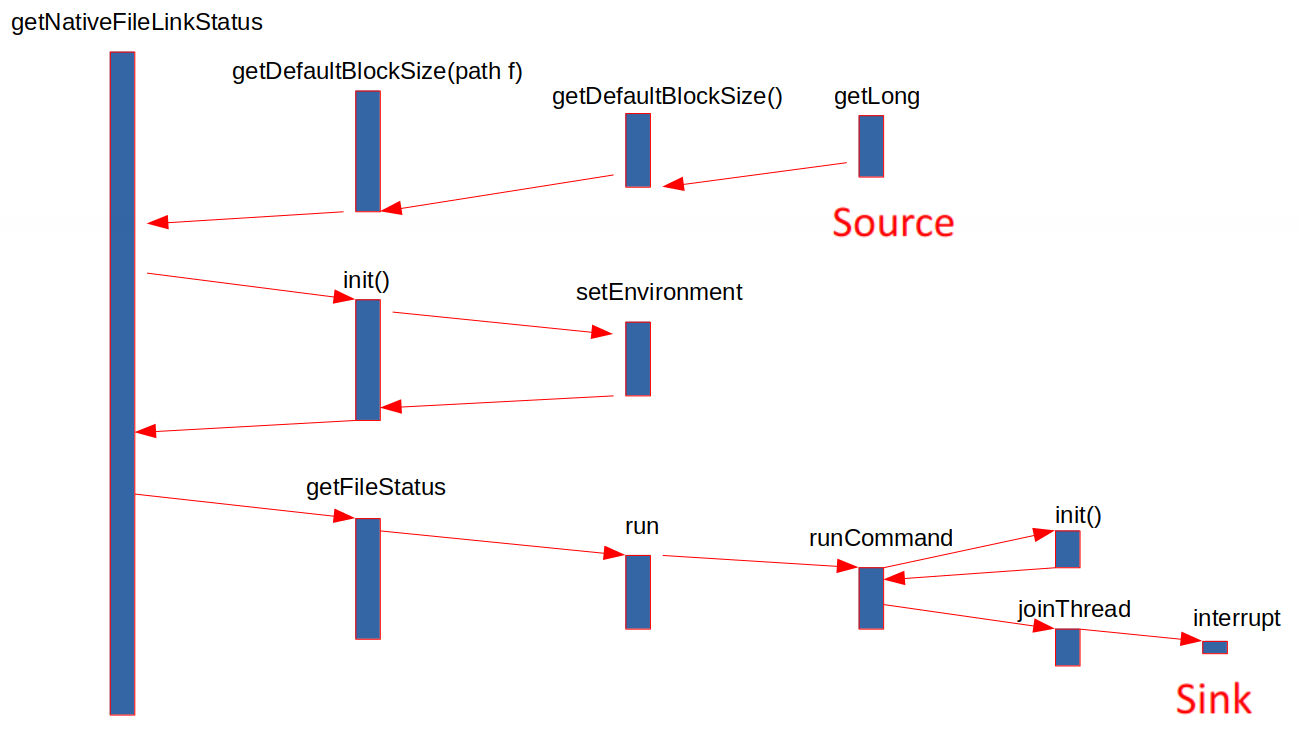 getNativeFileLinkStatus
getDefaultBlockSize(path f)
getDefaultBlockSize()
getLong
Source
init()
setEnvironment
getFileStatus
run
runCommand
init()
joinThread
interrupt
Sink